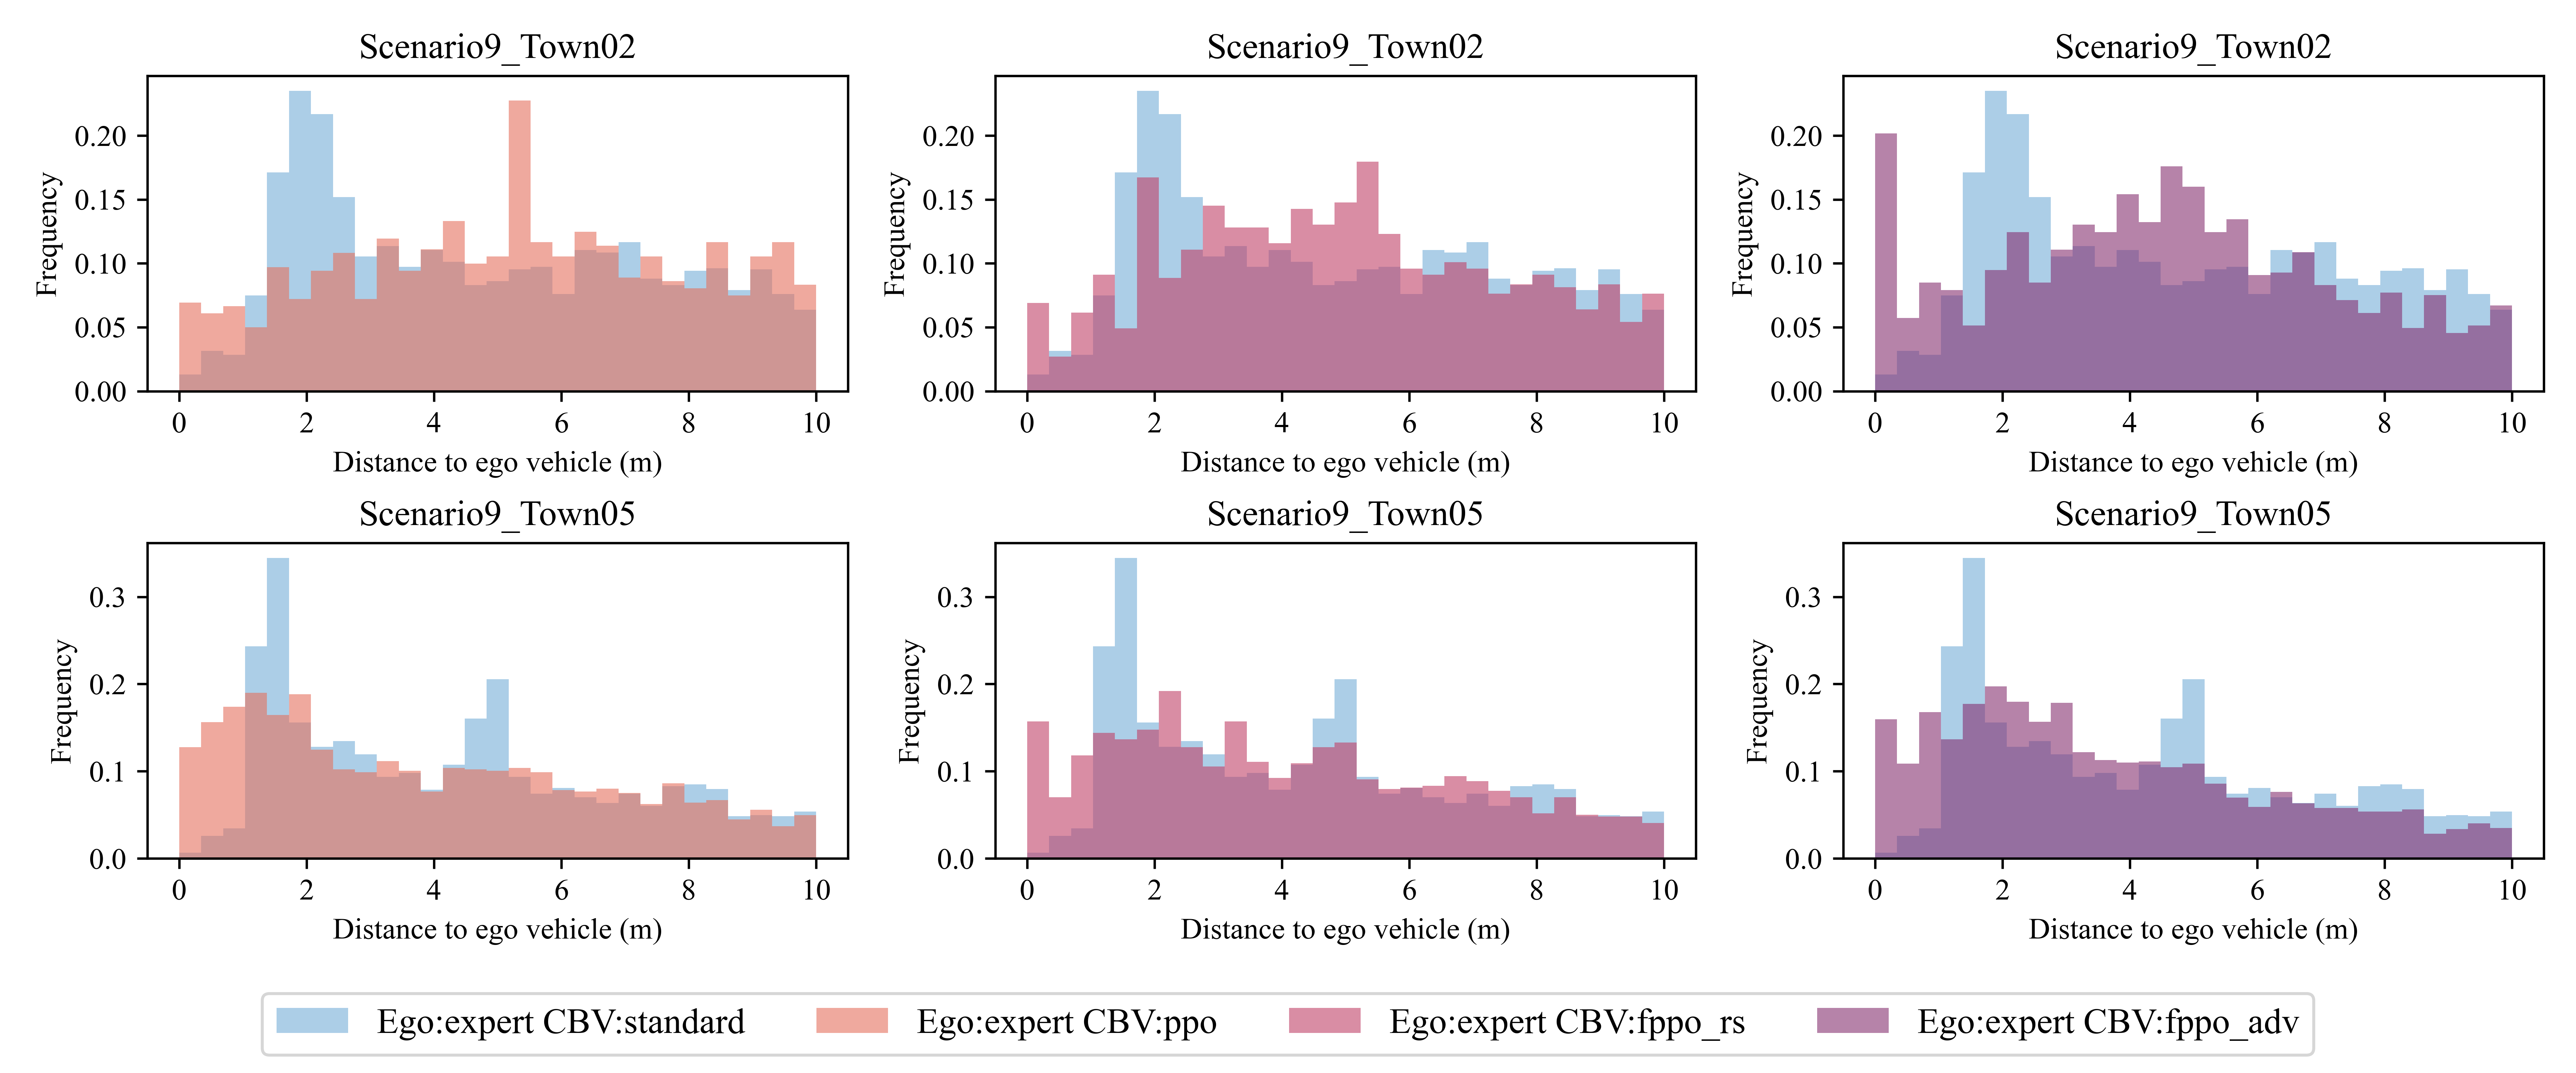 Scenario9_Town02
Scenario9_Town02
Scenario9_Town02
Frequency
0.20
0.15
0.10
0.05
0.00
0 2 4 6 8 10
Distance to ego vehicle (m)
Frequency
0.20
0.15
0.10
0.05
0.00
0 2 4 6 8 10
Distance to ego vehicle (m)
Frequency
0.20
0.15
0.10
0.05
0.00
0 2 4 6 8 10
Distance to ego vehicle (m)
Scenario9_Town05
Scenario9_Town05
Scenario9_Town05
Frequency
0.3
0.2
0.1
0.0
0 2 4 6 8 10
Distance to ego vehicle (m)
Frequency
0.3
0.2
0.1
0.0
0 2 4 6 8 10
Distance to ego vehicle (m)
Frequency
0.3
0.2
0.1
0.0
0 2 4 6 8 10
Distance to ego vehicle (m)
Ego:expert CBV:standard Ego:expert CBV:ppo Ego:expert CBV:fppo_rs Ego:expert CBV:fppo_adv